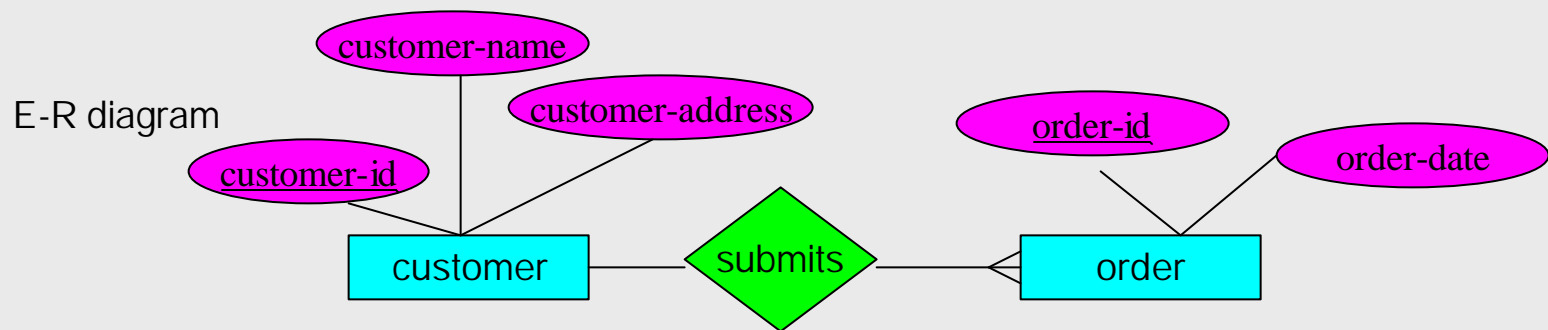 customer-name
E-R diagram
customer-address
customer-id
order-id
order-date
customer
submits
order